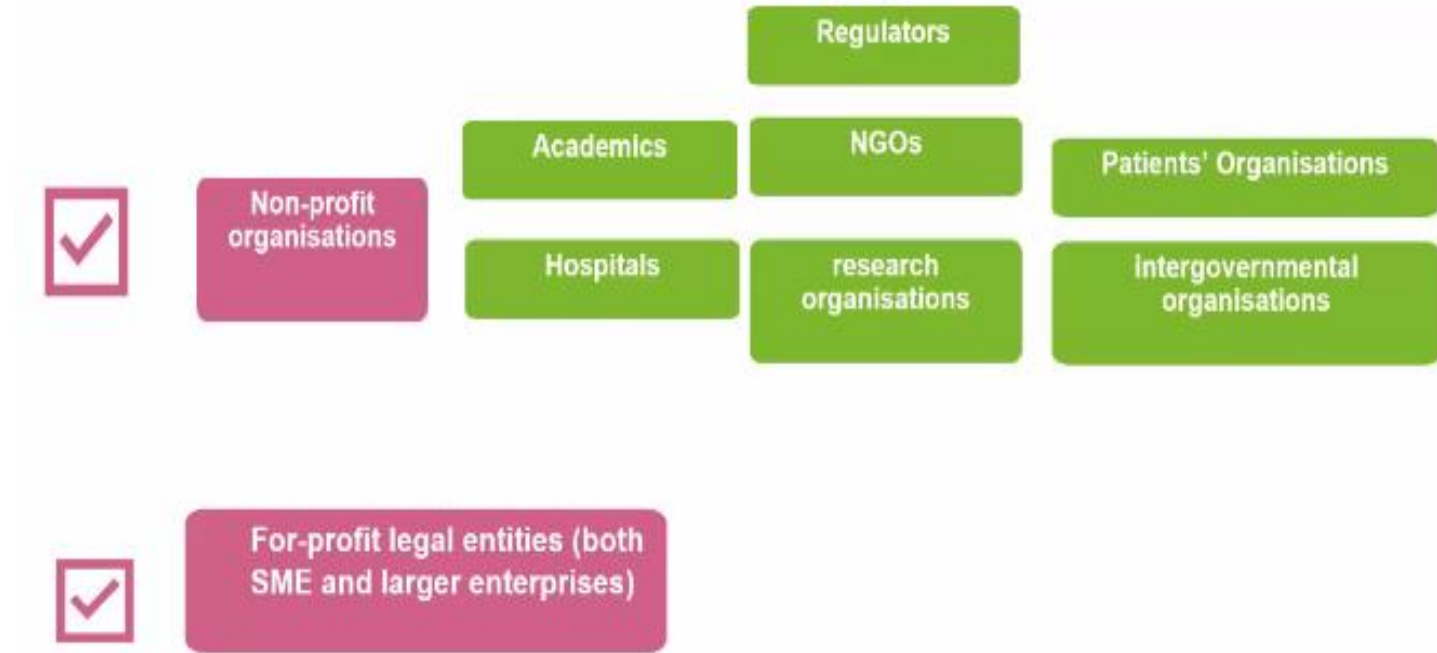 Regulators
Academics
NGOs
Patients' Organisations
Non-profit
organisations
Hospitals
research
organisations
intergovernmental
organisations
For-profit legal entities (both
SME and larger enterprises)